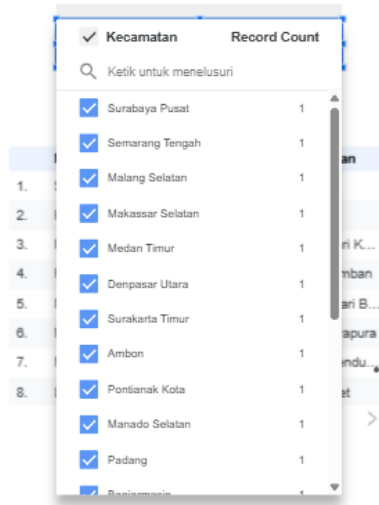 Kecamatan Record Count
Ketik untuk menelusuri
Surabaya Pusat 1
Semarang Tengah 1
Malang Selatan 1
an
1.
Makassar Selatan 1
2.
Medan Timur 1
3. ri K...
4. mban
Denpasar Utara 1
5. ari B...
Surakarta Timur 1
6. apura
Ambon 1
7. endu...
Pontianak Kota 1
8. et
Manado Selatan 1
Padang 1
Banjarmasin 1